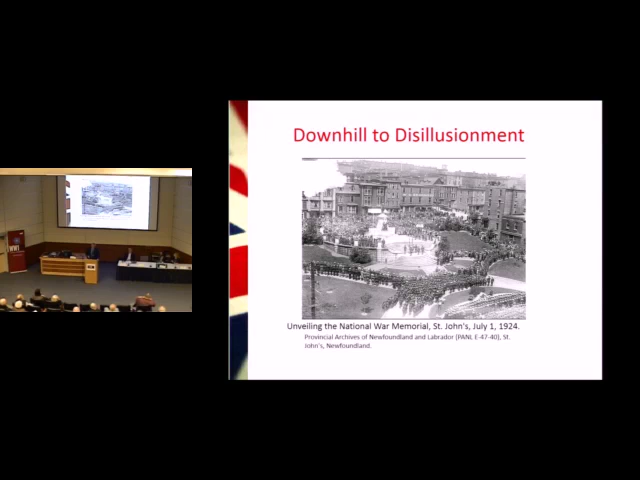 Downhill to Disillusionment
Unveiling the National War Memorial, St. John's, July 1, 1924.
Provincial Archives of Newfoundland and Labrador (PANL E-47-40), St.
John's, Newfoundland.